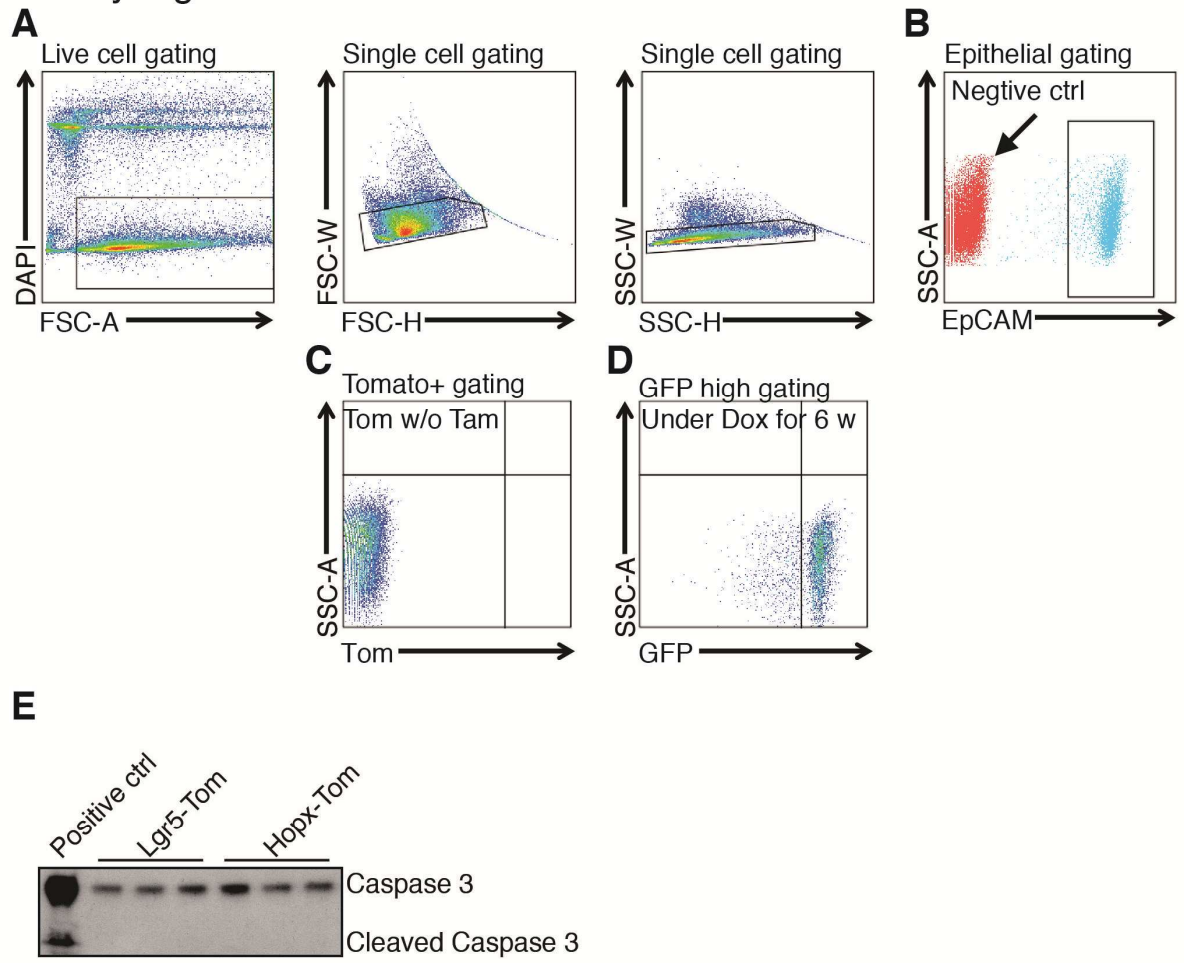 A
Live cell gating
DAPI
FSC-A
Single cell gating
FSC-W
FSC-H
Single cell gating
SSC-W
SSC-H
B
Epithelial gating
Negtive ctrl
SSC-A
EpCAM
C
Tomato+ gating
Tom w/o Tam
SSC-A
Tom
D
GFP high gating
Under Dox for 6 w
SSC-A
GFP
E
Positive ctrl
Lgr5-Tom
Hopx-Tom
Caspase 3
Cleaved Caspase 3